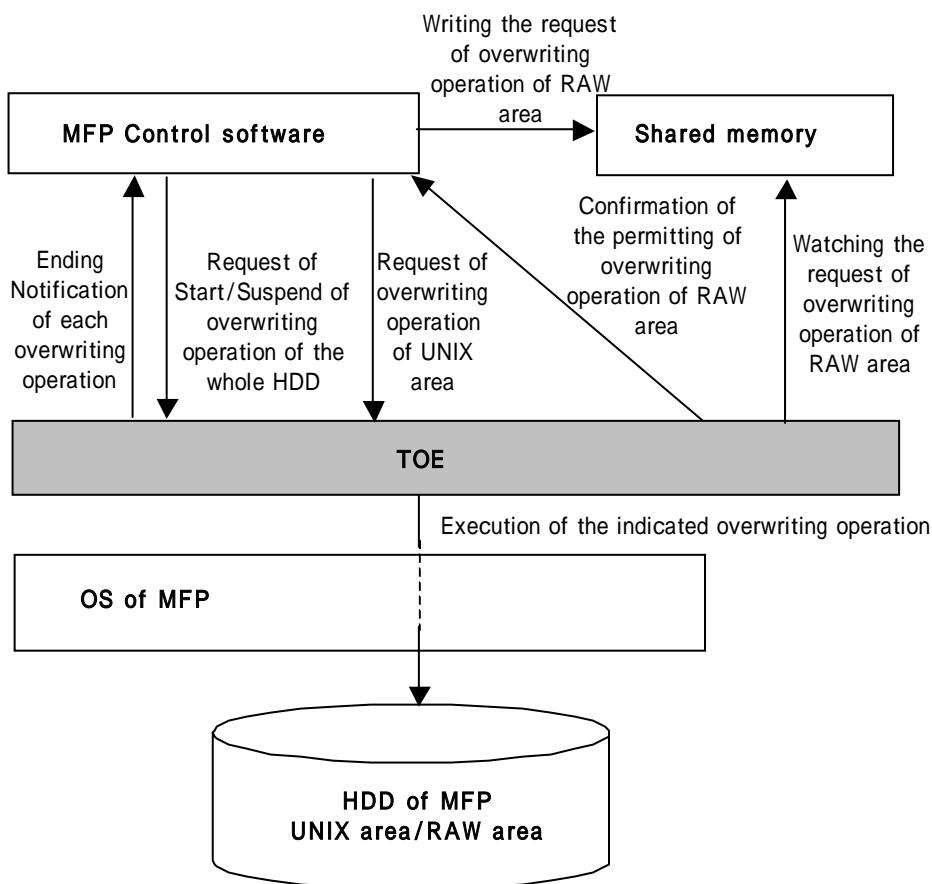 Writing the request
of overwriting
operation of RAW
area
MFP Control software
Shared memory
Ending
Notification
of each
overwriting
operation
Request of
Start/Suspend of
overwriting
operation of the
whole HDD
Request of
overwriting
operation
of UNIX
area
Confirmation of
the permitting of
overwriting
operation of RAW
area
Watching the
request of
overwriting
operation of
RAW area
TOE
Execution of the indicated overwriting operation
OS of MFP
HDD of MFP
UNIX area/RAW area